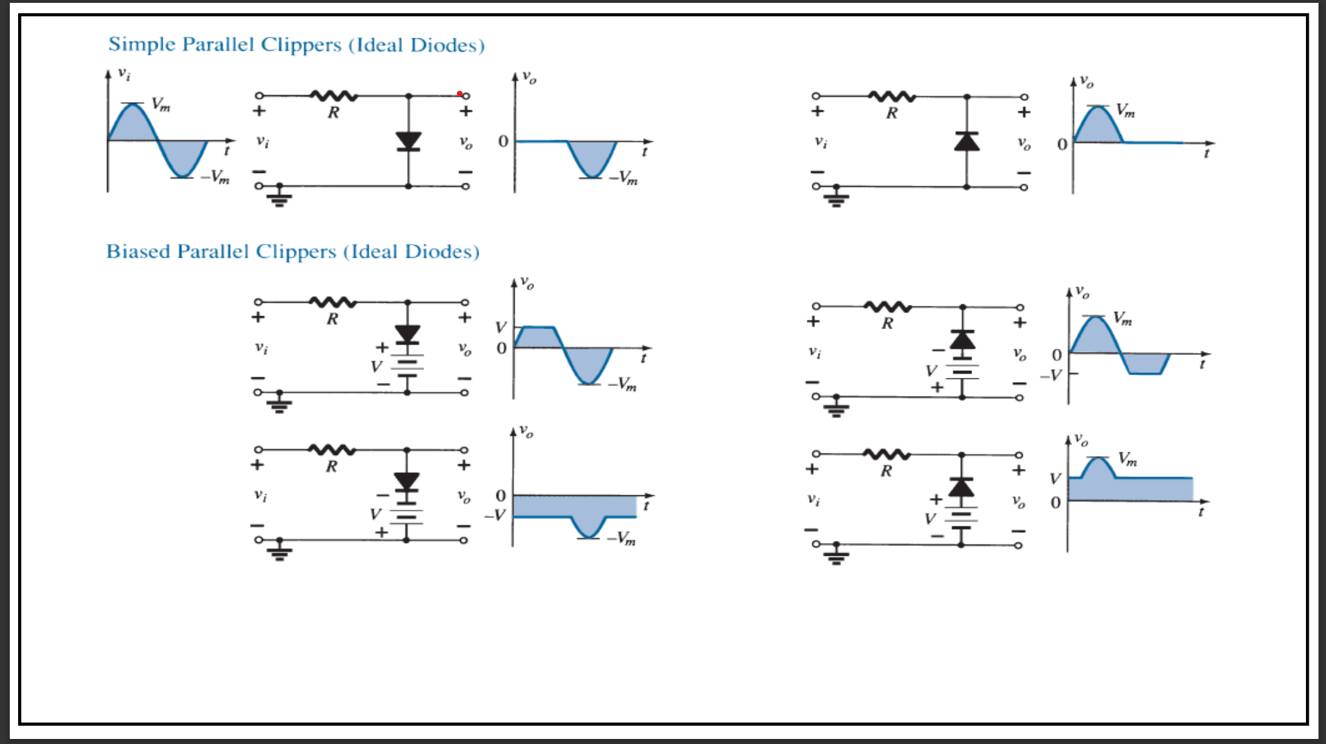 Simple Parallel Clippers (Ideal Diodes)
vi
Vm
t
−Vm
+
R
+
vi
vo
−
−
vo
0
t
−Vm
+
R
+
vi
vo
−
−
vo
Vm
0
t
Biased Parallel Clippers (Ideal Diodes)
+
R
+
vi
+
V
−
vo
−
−
vo
V
0
t
−Vm
+
R
+
vi
−
V
+
vo
−
−
vo
Vm
0
−V
t
+
R
+
vi
−
V
+
vo
−
−
vo
0
−V
t
−Vm
+
R
+
vi
+
V
−
vo
−
−
vo
Vm
V
0
t